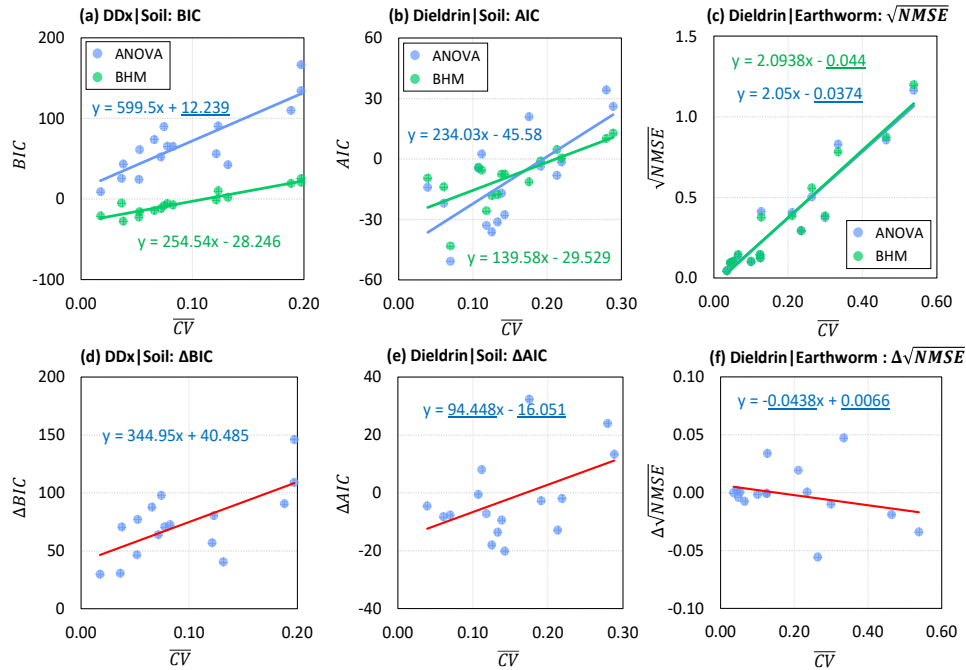 (a) DDx|Soil: BIC
200
100
0
-100
BIC
ANOVA
BHM
y = 599.5x + 12.239
y = 254.54x - 28.246
0.00
0.10
0.20
CV
(b) Dieldrin|Soil: AIC
60
30
0
-30
-60
AIC
ANOVA
BHM
y = 234.03x - 45.58
y = 139.58x - 29.529
0.00
0.10
0.20
0.30
CV
(c) Dieldrin|Earthworm: √NMSE
1.5
1.0
0.5
0.0
√NMSE
y = 2.0938x - 0.044
y = 2.05x - 0.0374
ANOVA
BHM
0.00
0.20
0.40
0.60
CV
(d) DDx|Soil: ΔBIC
200
150
100
50
0
ΔBIC
y = 344.95x + 40.485
0.00
0.10
0.20
CV
(e) Dieldrin|Soil: ΔAIC
40
20
0
-20
-40
ΔAIC
y = 94.448x - 16.051
0.00
0.10
0.20
0.30
CV
(f) Dieldrin|Earthworm : Δ√NMSE
0.10
0.05
0.00
-0.05
-0.10
Δ√NMSE
y = -0.0438x + 0.0066
0.00
0.20
0.40
0.60
CV